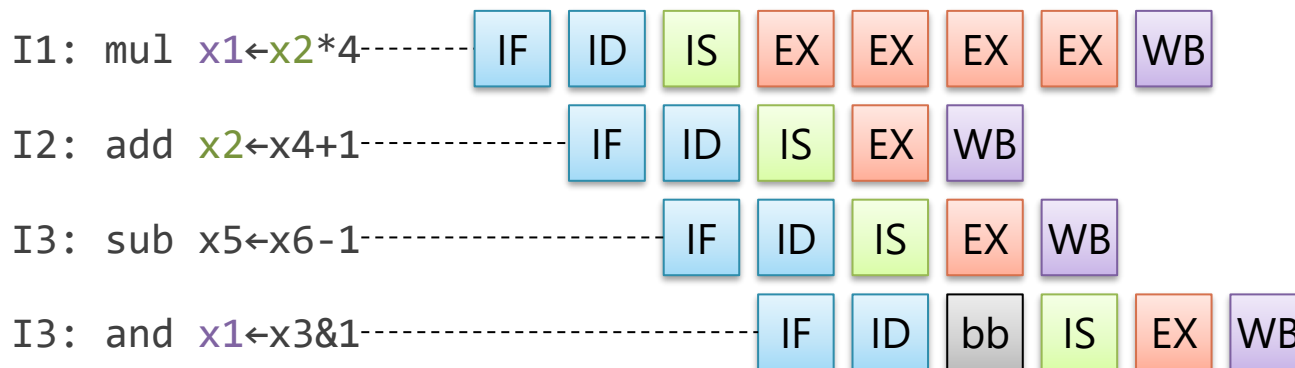 I1: mul x1←x2*4 IF ID IS EX EX EX EX WB
I2: add x2←x4+1 IF ID IS EX WB
I3: sub x5←x6-1 IF ID IS EX WB
I3: and x1←x3&1 IF ID bb IS EX WB